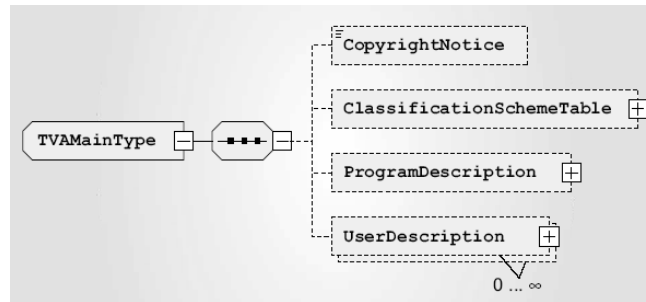 CopyrightNotice
ClassificationSchemeTable
TVAMainType
ProgramDescription
UserDescription
0 ... ∞